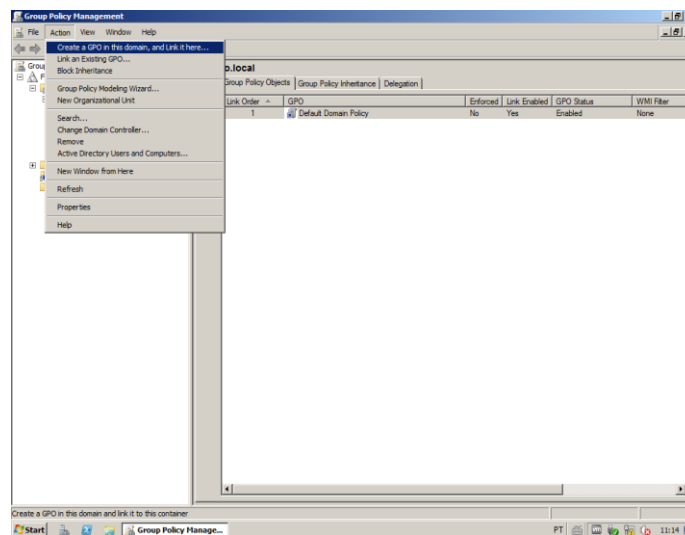 Group Policy Management
File Action View Window Help
Create a GPO in this domain, and Link it here...
Link an Existing GPO...
Block Inheritance
Group Policy Modeling Wizard...
New Organizational Unit
Search...
Change Domain Controller...
Remove
Active Directory Users and Computers...
New Window from Here
Refresh
Properties
Help
Grou
F
o.local
Group Policy Objects Group Policy Inheritance Delegation
Link Order GPO Enforced Link Enabled GPO Status WMI Filter
1 Default Domain Policy No Yes Enabled None
Create a GPO in this domain and link it to this container
Start Group Policy Manage... PT 11:14